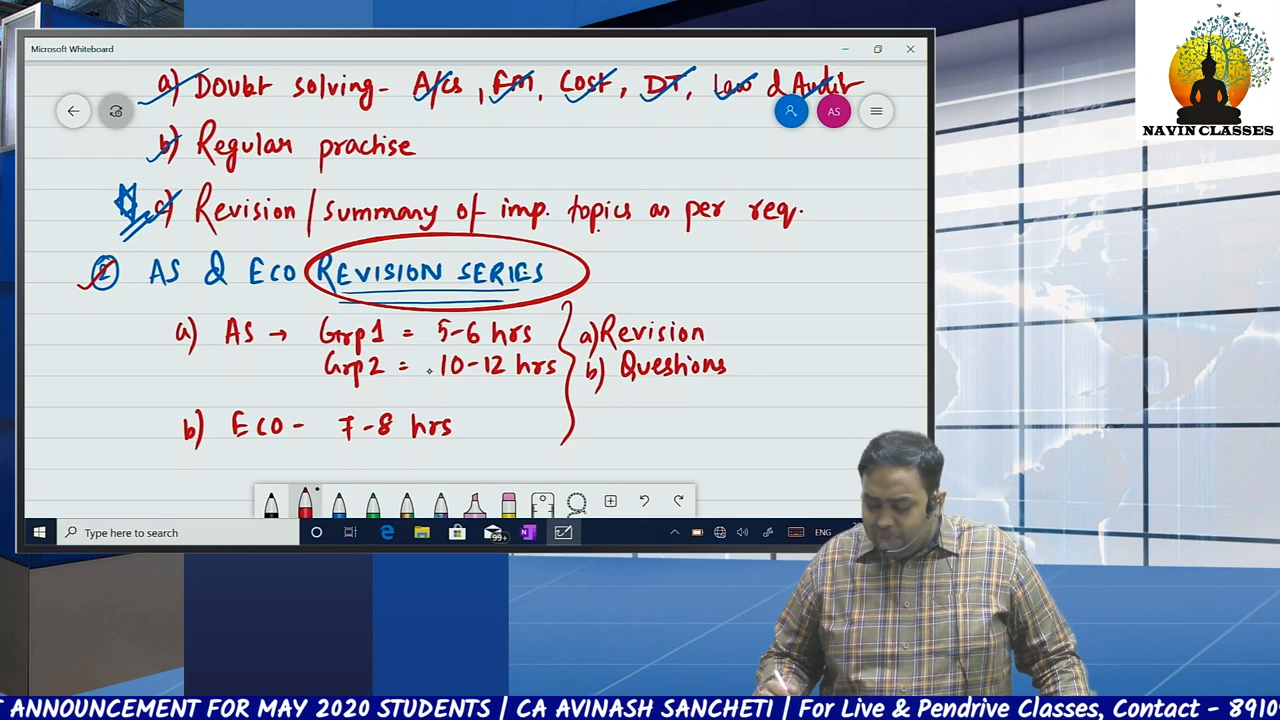 Microsoft Whiteboard
a) Doubt solving - A/cs, FM, Cost, DT, Law & Audit
AS
NAVIN CLASSES
b) Regular practise
c) Revision / summary of imp. topics as per req.
② AS & ECO REVISION SERIES
a) AS → Grp1 = 5-6 hrs
Grp2 = 10-12 hrs
a) Revision
b) Questions
b) ECO - 7-8 hrs
Type here to search
99+
ENG
ANNOUNCEMENT FOR MAY 2020 STUDENTS | CA AVINASH SANCHETI | For Live & Pendrive Classes, Contact - 8910